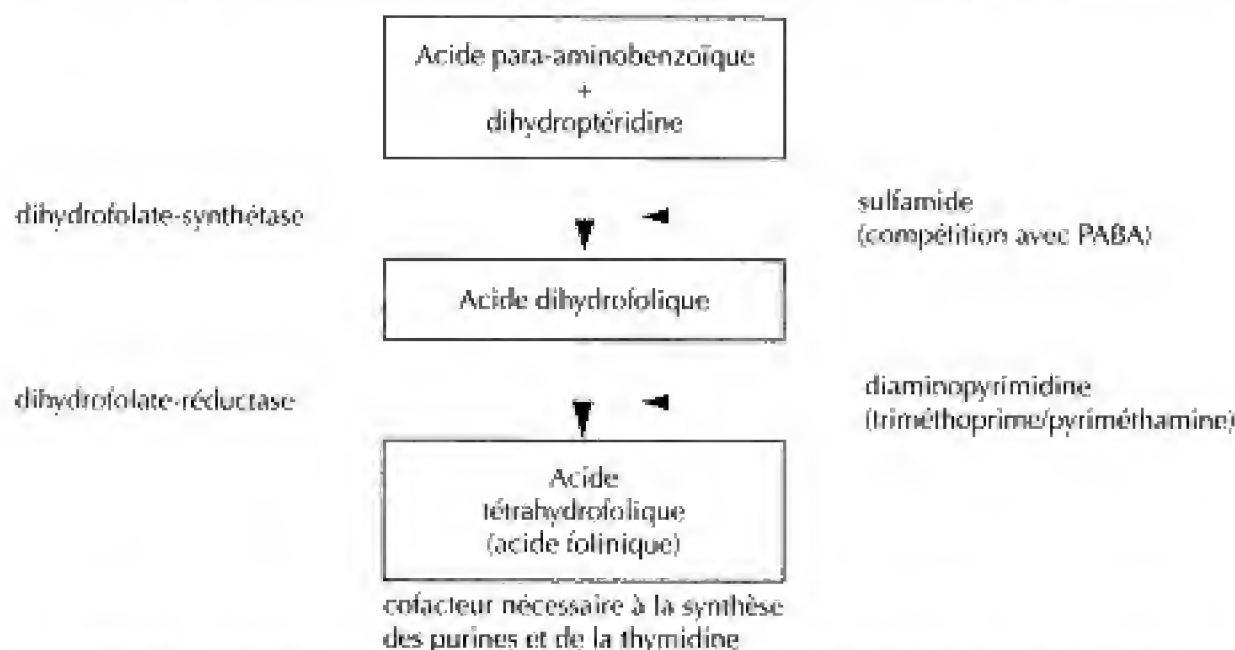 Acide para-aminobenzoïque
+
dihydroptéridine
dihydrofolate-synthétase
sulfamide
(compétition avec PABA)
Acide dihydrofolique
dihydrofolate-réductase
diaminopyrimidine
(triméthoprime/pyriméthamine)
Acide
tétrahydrofolique
(acide folinique)
cofacteur nécessaire à la synthèse
des purines et de la thymidine